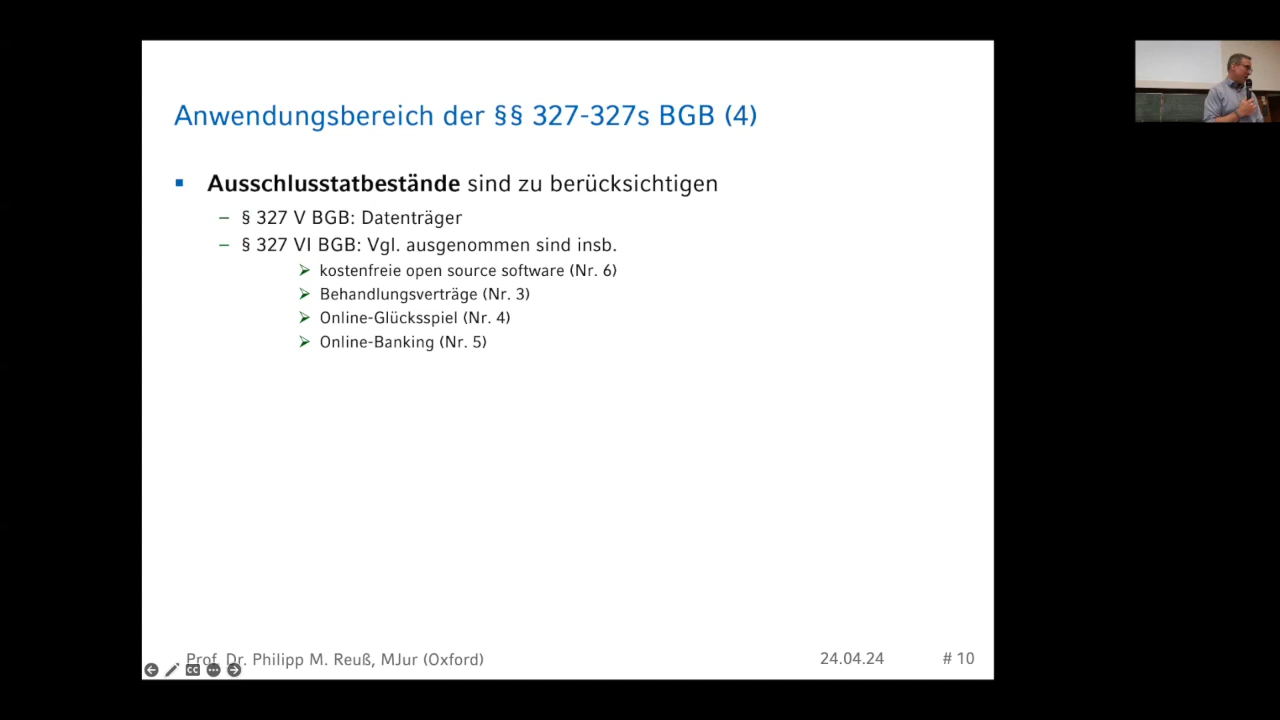 Anwendungsbereich der §§ 327-327s BGB (4)
Ausschlusstatbestände sind zu berücksichtigen
– § 327 V BGB: Datenträger
– § 327 VI BGB: Vgl. ausgenommen sind insb.
kostenfreie open source software (Nr. 6)
Behandlungsverträge (Nr. 3)
Online-Glücksspiel (Nr. 4)
Online-Banking (Nr. 5)
Prof. Dr. Philipp M. Reuß, MJur (Oxford) 24.04.24 # 10
CC